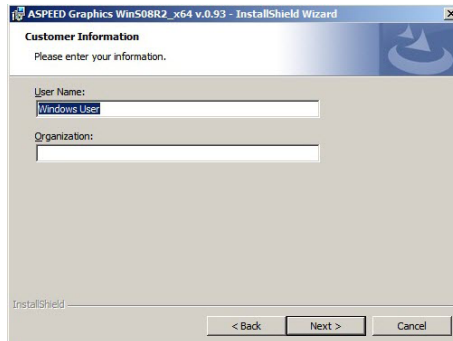 ASPEED Graphics WinS08R2_x64 v.0.93 - InstallShield Wizard
Customer Information
Please enter your information.
User Name:
Windows User
Organization:
InstallShield
< Back Next > Cancel